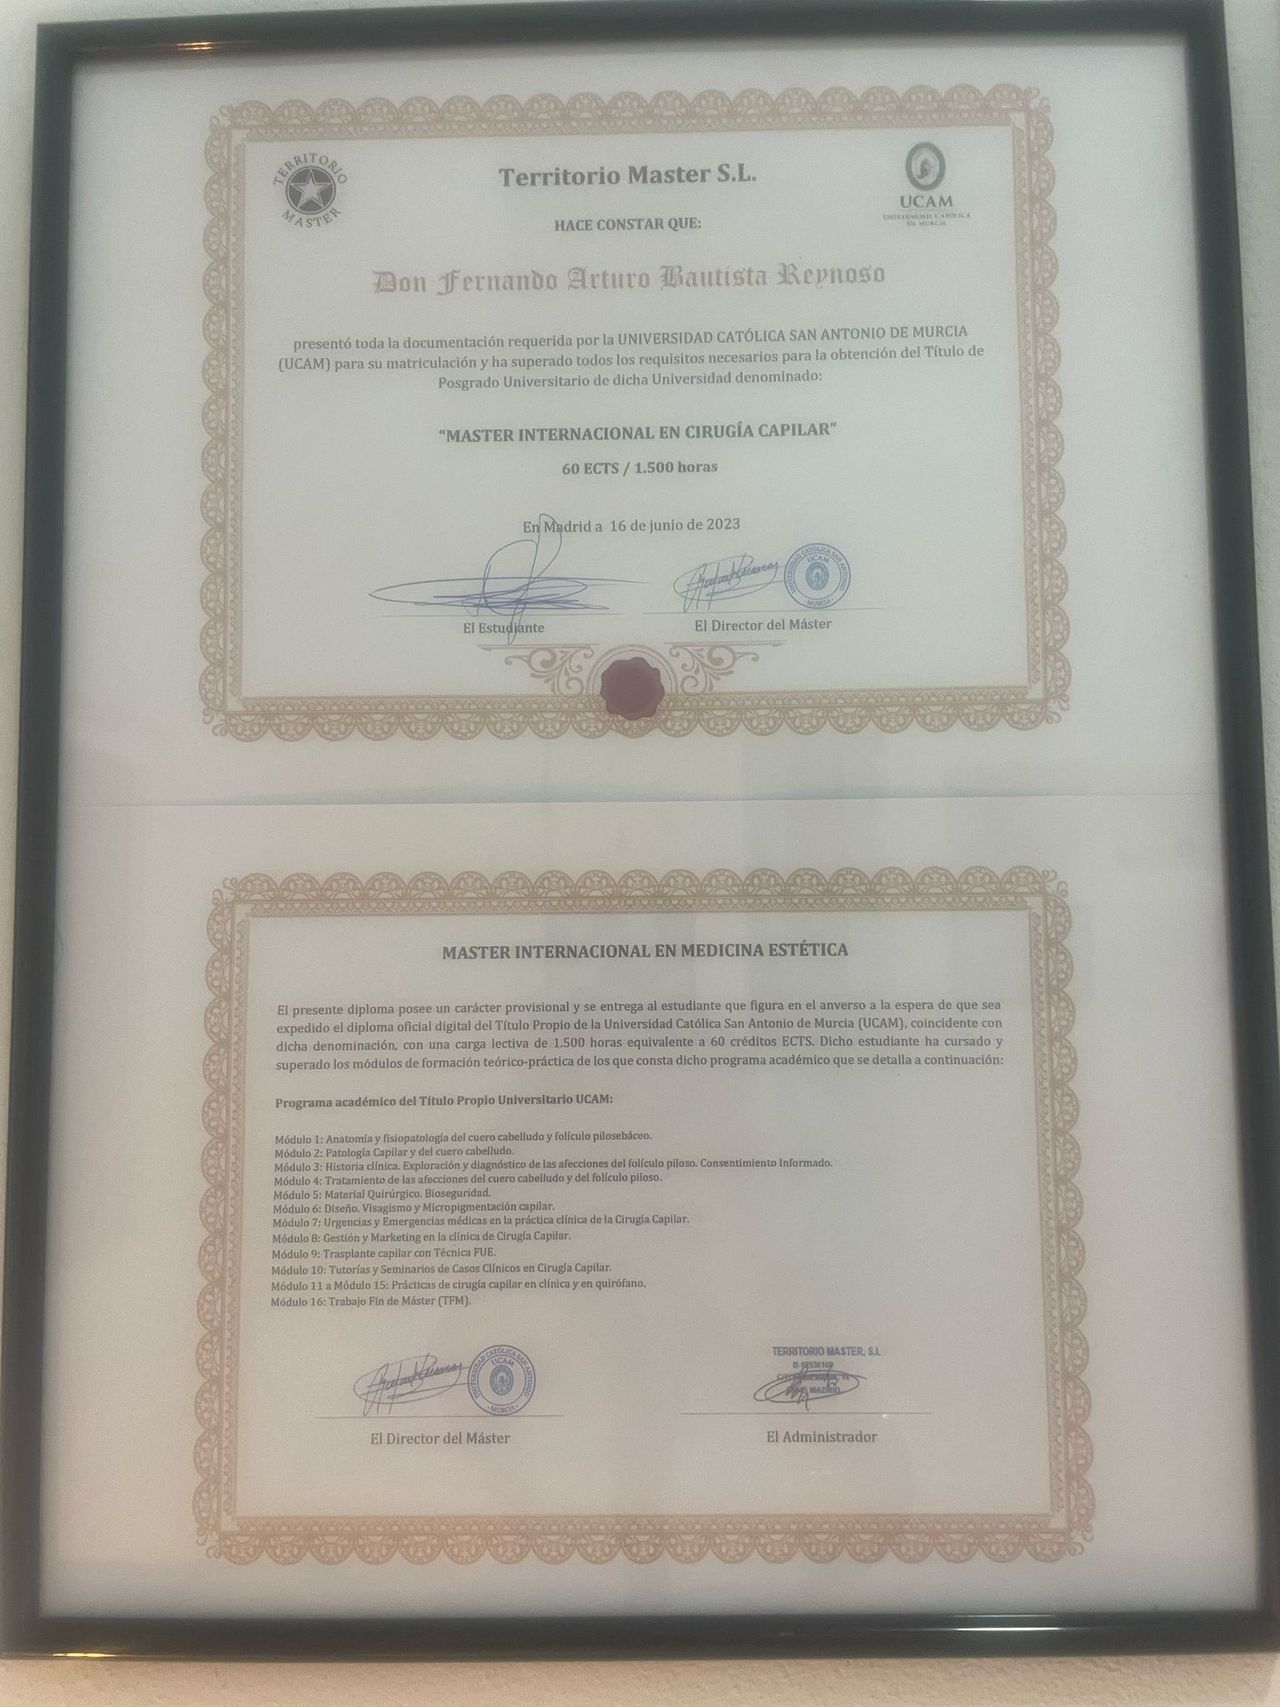 TERRITORIO MASTER
Territorio Master S.L.
UCAM
UNIVERSIDAD CATÓLICA
DE MURCIA
HACE CONSTAR QUE:
Don Fernando Arturo Bautista Reynoso
presentó toda la documentación requerida por la UNIVERSIDAD CATÓLICA SAN ANTONIO DE MURCIA
(UCAM) para su matriculación y ha superado todos los requisitos necesarios para la obtención del Título de
Posgrado Universitario de dicha Universidad denominado:
“MASTER INTERNACIONAL EN CIRUGÍA CAPILAR”
60 ECTS / 1.500 horas
En Madrid a 16 de junio de 2023
UNIVERSIDAD CATÓLICA SAN ANTONIO
UCAM
· MURCIA ·
El Estudiante
El Director del Máster
MASTER INTERNACIONAL EN MEDICINA ESTÉTICA
El presente diploma posee un carácter provisional y se entrega al estudiante que figura en el anverso a la espera de que sea
expedido el diploma oficial digital del Título Propio de la Universidad Católica San Antonio de Murcia (UCAM), coincidente con
dicha denominación, con una carga lectiva de 1.500 horas equivalente a 60 créditos ECTS. Dicho estudiante ha cursado y
superado los módulos de formación teórico-práctica de los que consta dicho programa académico que se detalla a continuación:
Programa académico del Título Propio Universitario UCAM:
Módulo 1: Anatomía y fisiopatología del cuero cabelludo y folículo pilosebáceo.
Módulo 2: Patología Capilar y del cuero cabelludo.
Módulo 3: Historia clínica. Exploración y diagnóstico de las afecciones del folículo piloso. Consentimiento Informado.
Módulo 4: Tratamiento de las afecciones del cuero cabelludo y del folículo piloso.
Módulo 5: Material Quirúrgico. Bioseguridad.
Módulo 6: Diseño. Visagismo y Micropigmentación capilar.
Módulo 7: Urgencias y Emergencias médicas en la práctica clínica de la Cirugía Capilar.
Módulo 8: Gestión y Marketing en la clínica de Cirugía Capilar.
Módulo 9: Trasplante capilar con Técnica FUE.
Módulo 10: Tutorías y Seminarios de Casos Clínicos en Cirugía Capilar.
Módulo 11 a Módulo 15: Prácticas de cirugía capilar en clínica y en quirófano.
Módulo 16: Trabajo Fin de Máster (TFM).
UNIVERSIDAD CATÓLICA SAN ANTONIO
UCAM
· MURCIA ·
TERRITORIO MASTER, S.L
MADRID
El Director del Máster
El Administrador